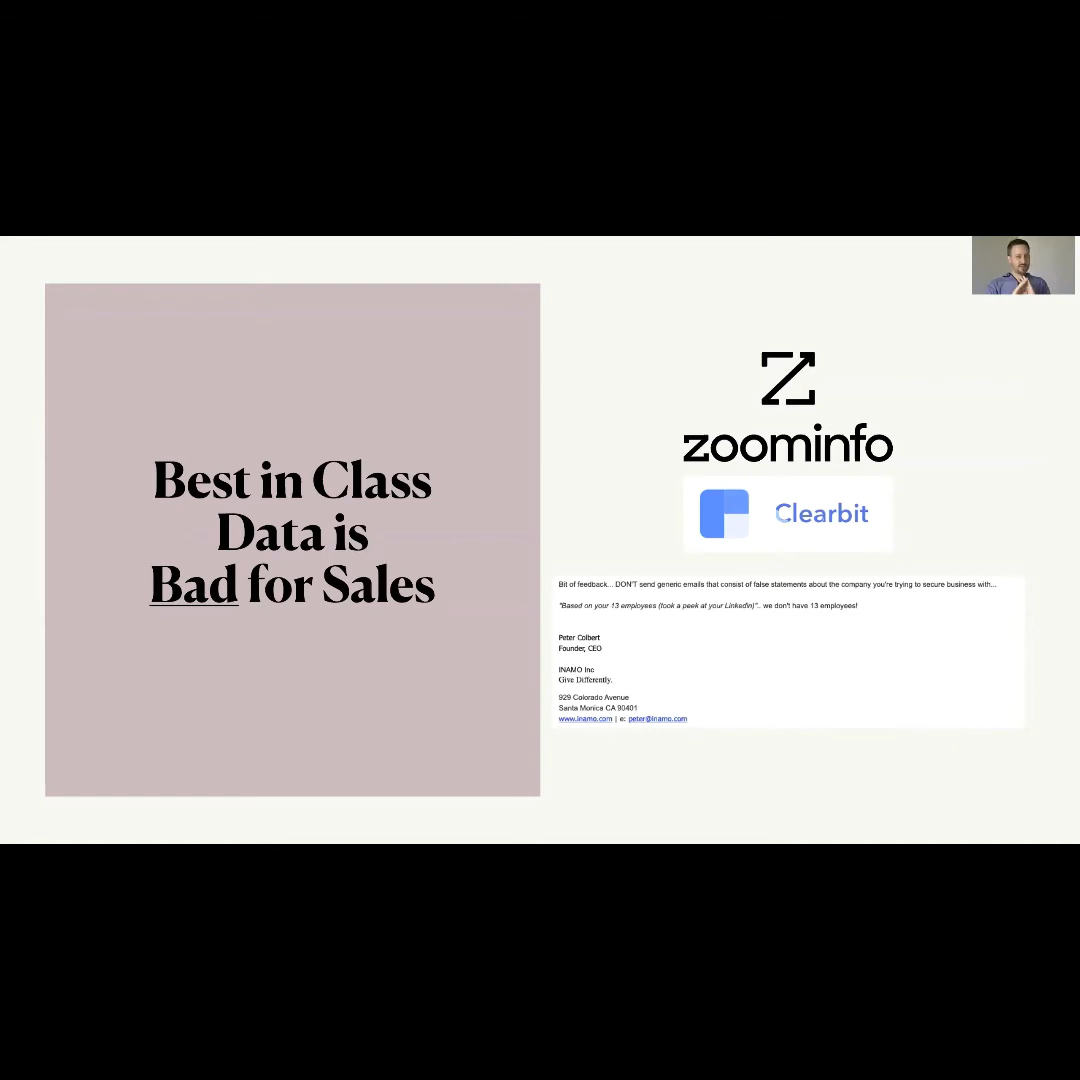 Best in Class
Data is
Bad for Sales
zoominfo
Clearbit
Bit of feedback... DON'T send generic emails that consist of false statements about the company you're trying to secure business with...
"Based on your 13 employees (took a peek at your Linkedin)".. we don't have 13 employees!
Peter Colbert
Founder, CEO
INAMO Inc
Give Differently.
929 Colorado Avenue
Santa Monica CA 90401
www.inamo.com | e: peter@inamo.com